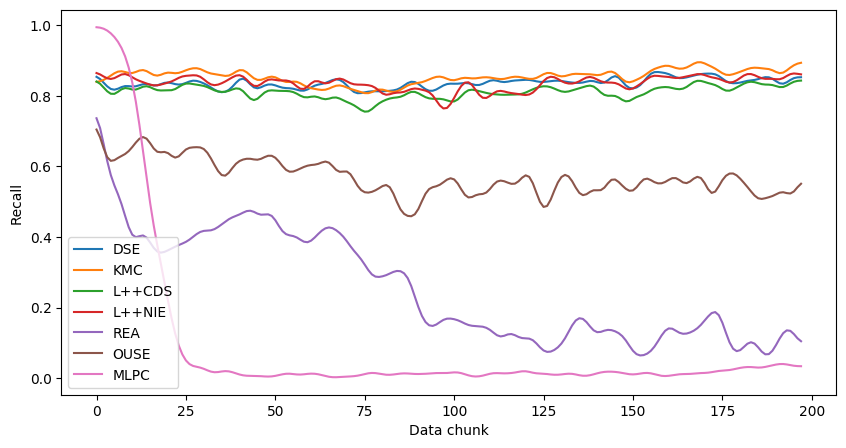 1.0
0.8
0.6
0.4
0.2
0.0
Recall
DSE
KMC
L++CDS
L++NIE
REA
OUSE
MLPC
0 25 50 75 100 125 150 175 200
Data chunk